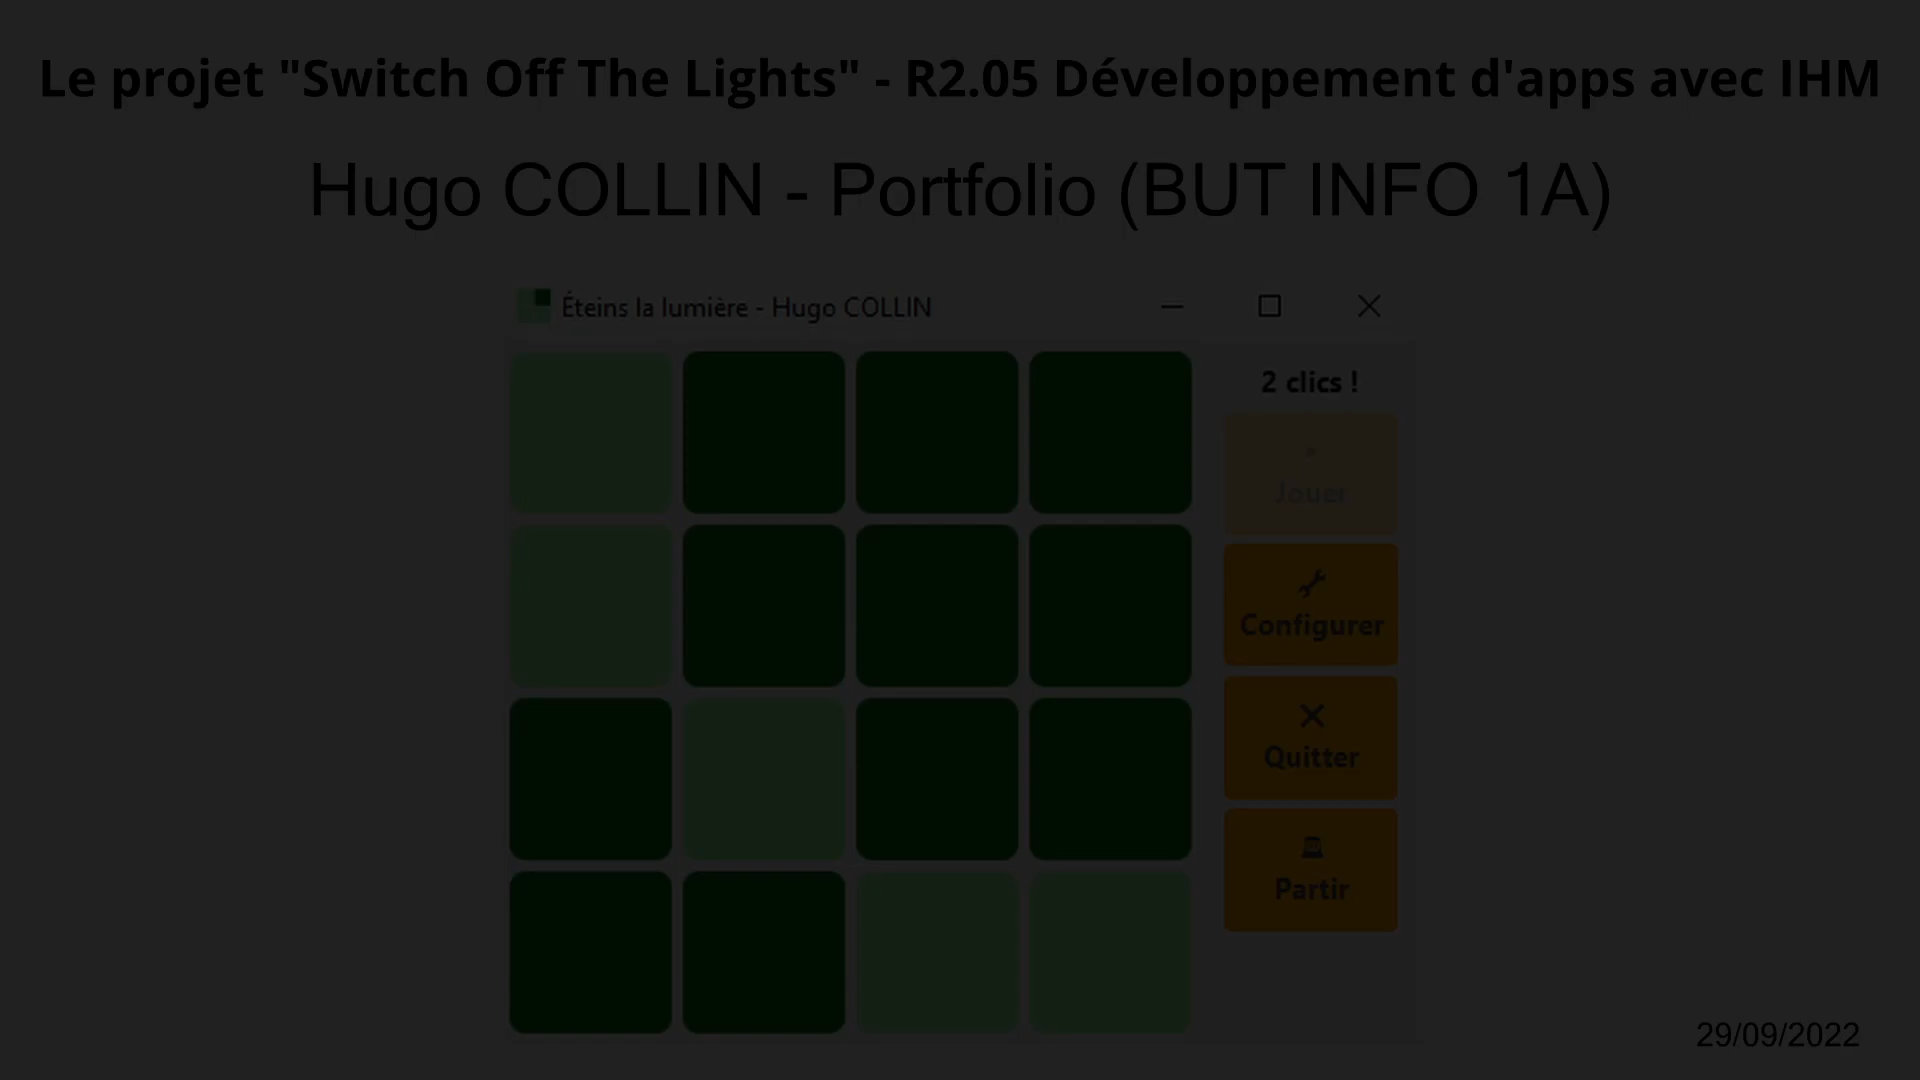 Le projet "Switch Off The Lights" - R2.05 Développement d'apps avec IHM
Hugo COLLIN - Portfolio (BUT INFO 1A)
Éteins la lumière - Hugo COLLIN
2 clics !
Jouer
Configurer
Quitter
Partir
29/09/2022